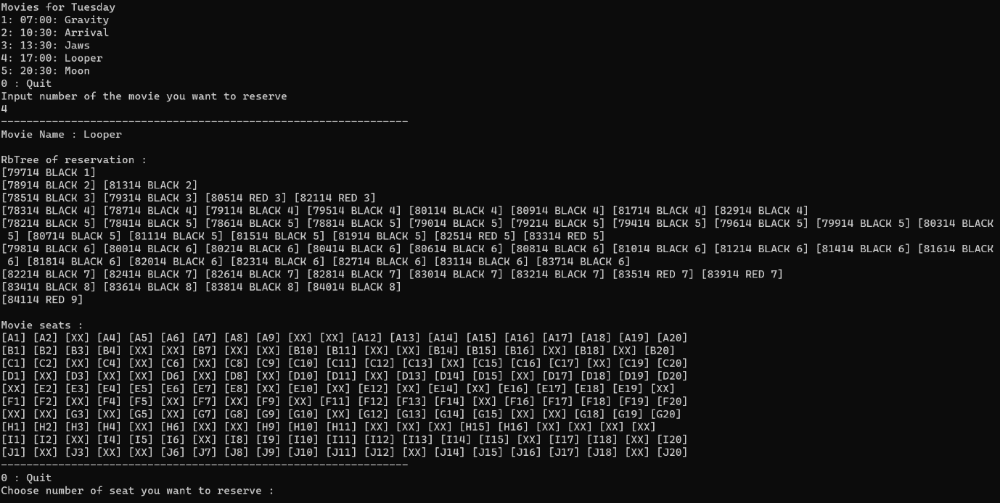 Movies for Tuesday
1: 07:00: Gravity
2: 10:30: Arrival
3: 13:30: Jaws
4: 17:00: Looper
5: 20:30: Moon
0 : Quit
Input number of the movie you want to reserve
4
----------------------------------------------------------------
Movie Name : Looper
RbTree of reservation :
[79714 BLACK 1]
[78914 BLACK 2] [81314 BLACK 2]
[78514 BLACK 3] [79314 BLACK 3] [80514 RED 3] [82114 RED 3]
[78314 BLACK 4] [78714 BLACK 4] [79114 BLACK 4] [79514 BLACK 4] [80114 BLACK 4] [80914 BLACK 4] [81714 BLACK 4] [82914 BLACK 4]
[78214 BLACK 5] [78414 BLACK 5] [78614 BLACK 5] [78814 BLACK 5] [79014 BLACK 5] [79214 BLACK 5] [79414 BLACK 5] [79614 BLACK 5] [79914 BLACK 5] [80314 BLACK
5] [80714 BLACK 5] [81114 BLACK 5] [81514 BLACK 5] [81914 BLACK 5] [82514 RED 5] [83314 RED 5]
[79814 BLACK 6] [80014 BLACK 6] [80214 BLACK 6] [80414 BLACK 6] [80614 BLACK 6] [80814 BLACK 6] [81014 BLACK 6] [81214 BLACK 6] [81414 BLACK 6] [81614 BLACK
6] [81814 BLACK 6] [82014 BLACK 6] [82314 BLACK 6] [82714 BLACK 6] [83114 BLACK 6] [83714 BLACK 6]
[82214 BLACK 7] [82414 BLACK 7] [82614 BLACK 7] [82814 BLACK 7] [83014 BLACK 7] [83214 BLACK 7] [83514 RED 7] [83914 RED 7]
[83414 BLACK 8] [83614 BLACK 8] [83814 BLACK 8] [84014 BLACK 8]
[84114 RED 9]
Movie seats :
[A1] [A2] [XX] [A4] [A5] [A6] [A7] [A8] [A9] [XX] [XX] [A12] [A13] [A14] [A15] [A16] [A17] [A18] [A19] [A20]
[B1] [B2] [B3] [B4] [XX] [XX] [B7] [XX] [XX] [B10] [B11] [XX] [XX] [B14] [B15] [B16] [XX] [B18] [XX] [B20]
[C1] [C2] [XX] [C4] [XX] [C6] [XX] [C8] [C9] [C10] [C11] [C12] [C13] [XX] [C15] [C16] [C17] [XX] [C19] [C20]
[D1] [XX] [D3] [XX] [XX] [D6] [XX] [D8] [XX] [D10] [D11] [XX] [D13] [D14] [D15] [XX] [D17] [D18] [D19] [D20]
[XX] [E2] [E3] [E4] [E5] [E6] [E7] [E8] [XX] [E10] [XX] [E12] [XX] [E14] [XX] [E16] [E17] [E18] [E19] [XX]
[F1] [F2] [XX] [F4] [F5] [XX] [F7] [XX] [F9] [XX] [F11] [F12] [F13] [F14] [XX] [F16] [F17] [F18] [F19] [F20]
[XX] [XX] [G3] [XX] [G5] [XX] [G7] [G8] [G9] [G10] [XX] [G12] [G13] [G14] [G15] [XX] [XX] [G18] [G19] [G20]
[H1] [H2] [H3] [H4] [XX] [H6] [XX] [XX] [H9] [H10] [H11] [XX] [XX] [XX] [H15] [H16] [XX] [XX] [XX] [XX]
[I1] [I2] [XX] [I4] [I5] [I6] [XX] [I8] [I9] [I10] [I11] [I12] [I13] [I14] [I15] [XX] [I17] [I18] [XX] [I20]
[J1] [XX] [J3] [XX] [XX] [J6] [J7] [J8] [J9] [J10] [J11] [J12] [XX] [J14] [J15] [J16] [J17] [J18] [XX] [J20]
----------------------------------------------------------------
0 : Quit
Choose number of seat you want to reserve :